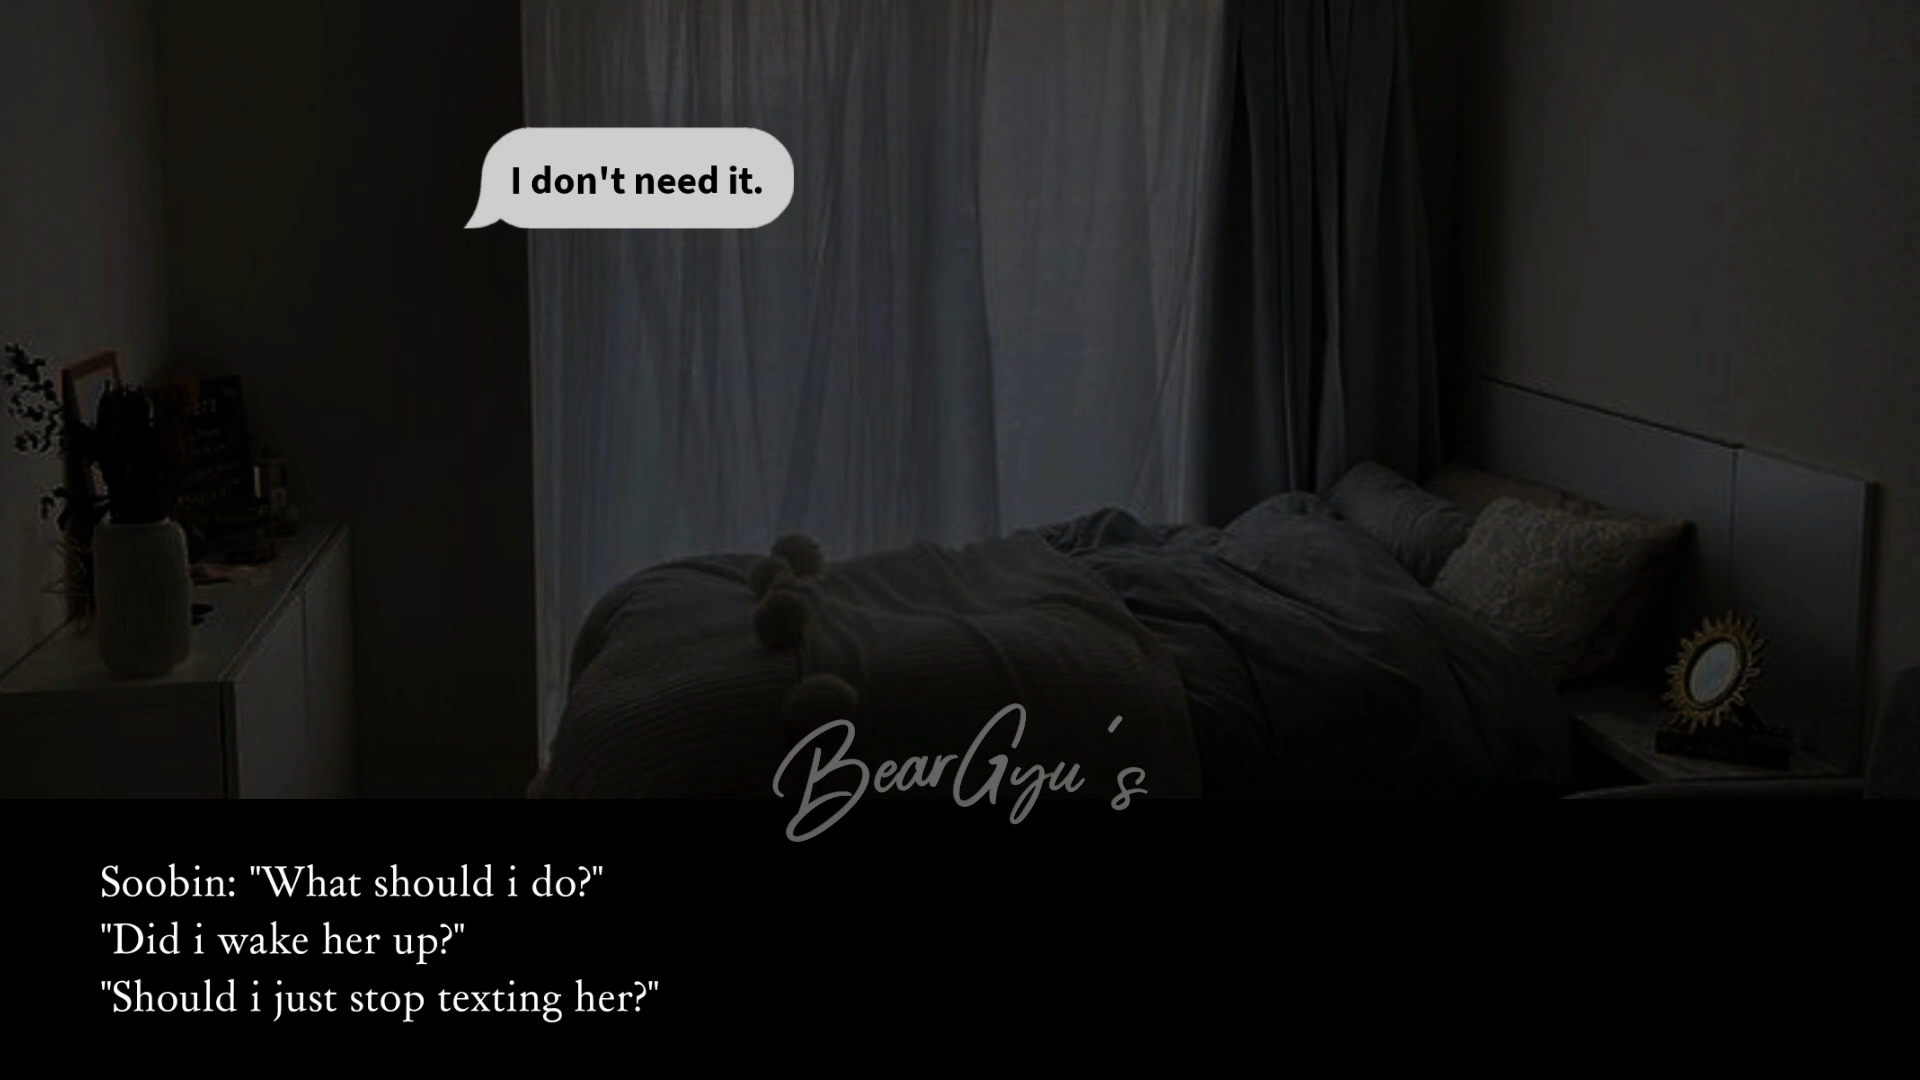 I don't need it.
BearGyu's
Soobin: "What should i do?"
"Did i wake her up?"
"Should i just stop texting her?"